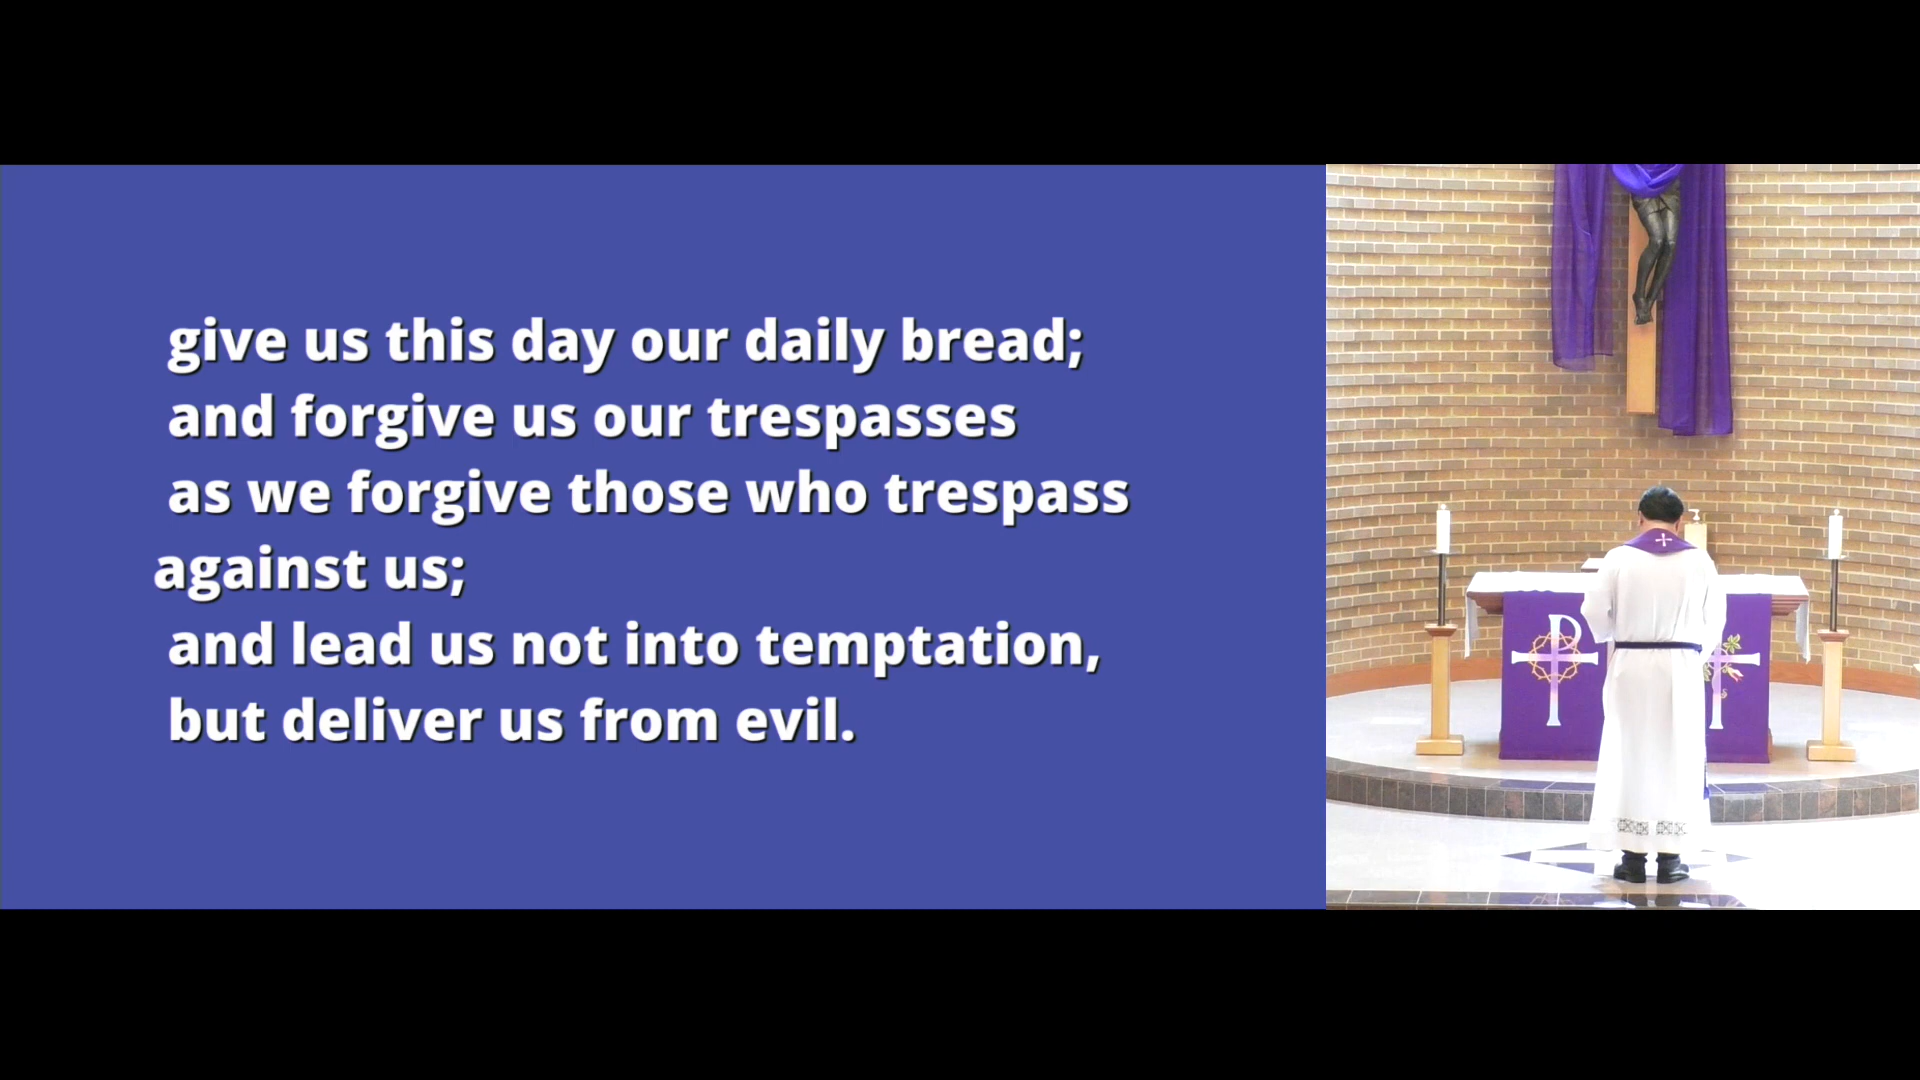 give us this day our daily bread;
and forgive us our trespasses
as we forgive those who trespass
against us;
and lead us not into temptation,
but deliver us from evil.